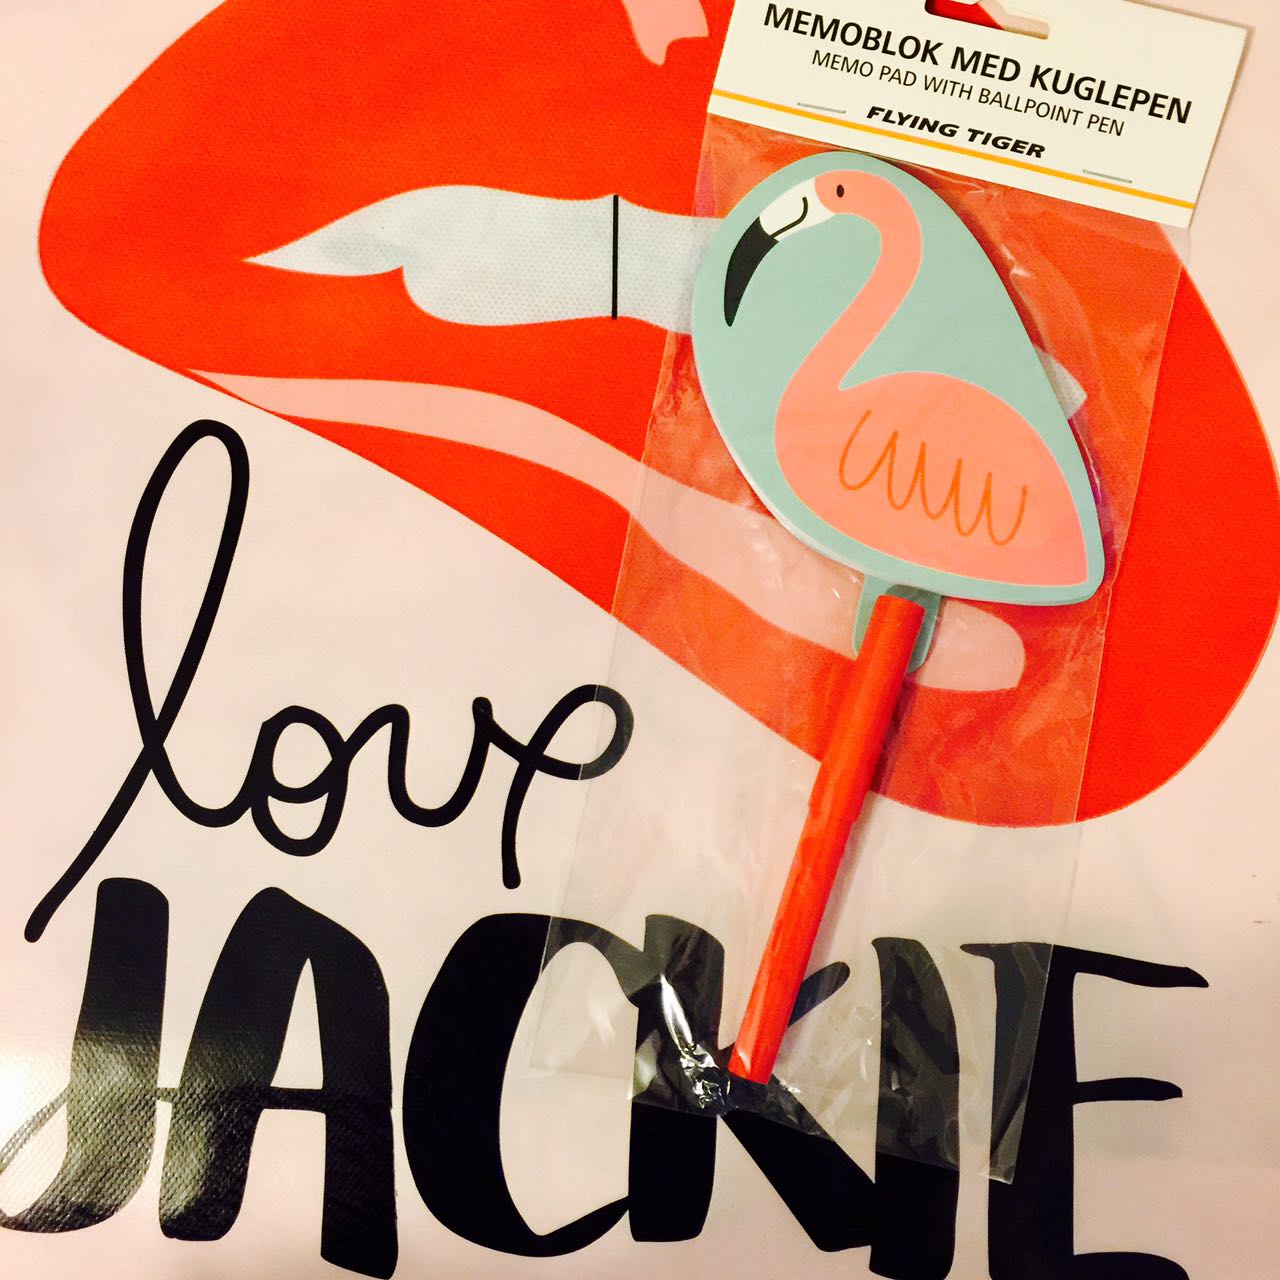 MEMOBLOK MED KUGLEPEN
MEMO PAD WITH BALLPOINT PEN
FLYING TIGER
love
JACKIE